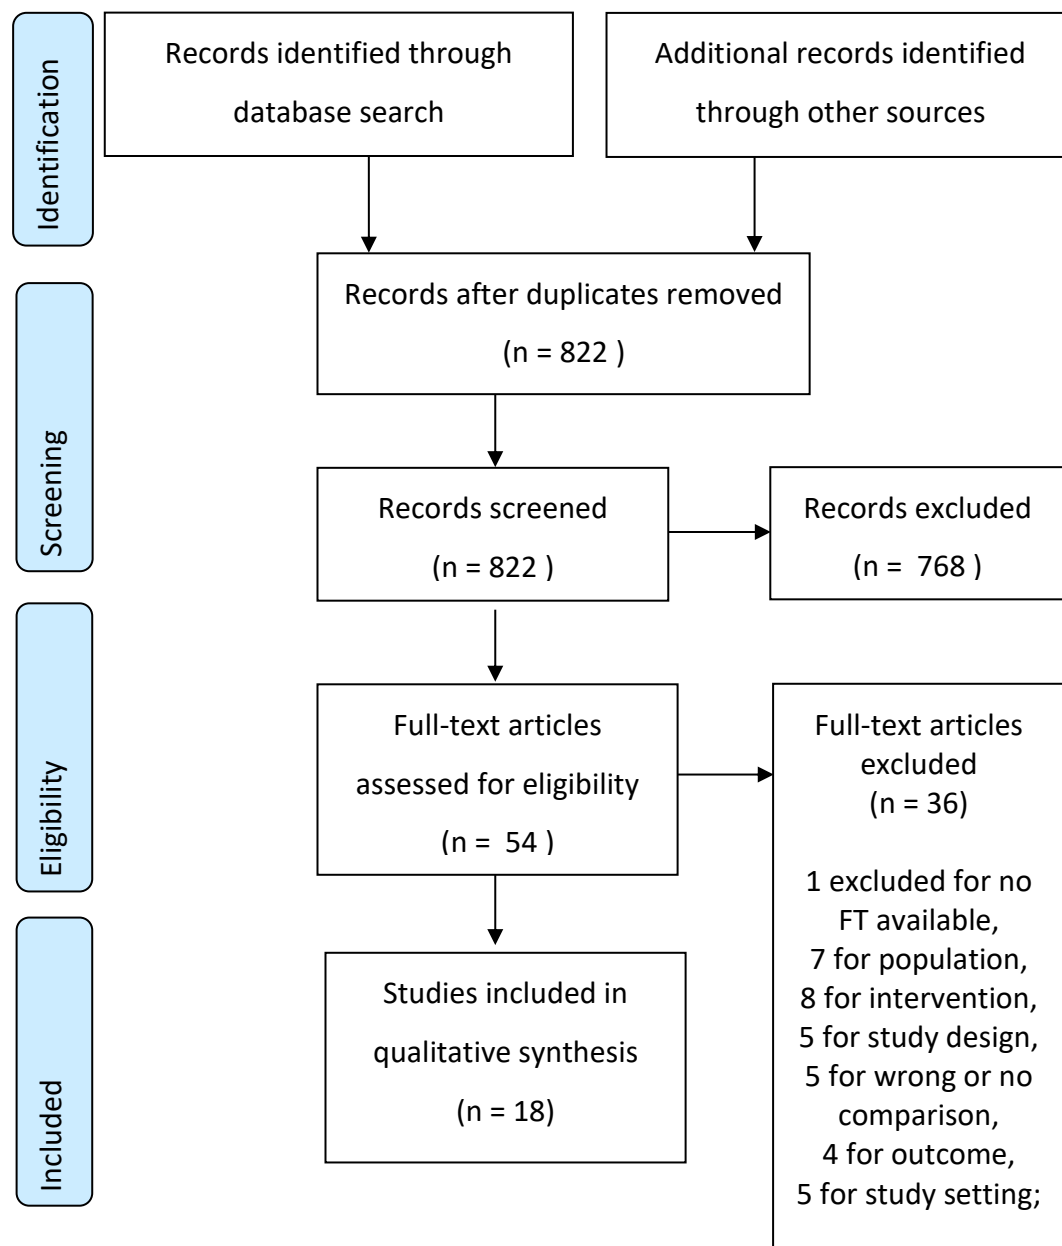 Identification
Records identified through
database search
Additional records identified
through other sources
Records after duplicates removed
(n = 822 )
Screening
Records screened
(n = 822 )
Records excluded
(n =  768 )
Eligibility
Full-text articles
assessed for eligibility
(n =  54 )
Full-text articles
excluded
(n = 36)
1 excluded for no
FT available,
7 for population,
8 for intervention,
5 for study design,
5 for wrong or no
comparison,
4 for outcome,
5 for study setting;
Included
Studies included in
qualitative synthesis
(n = 18)